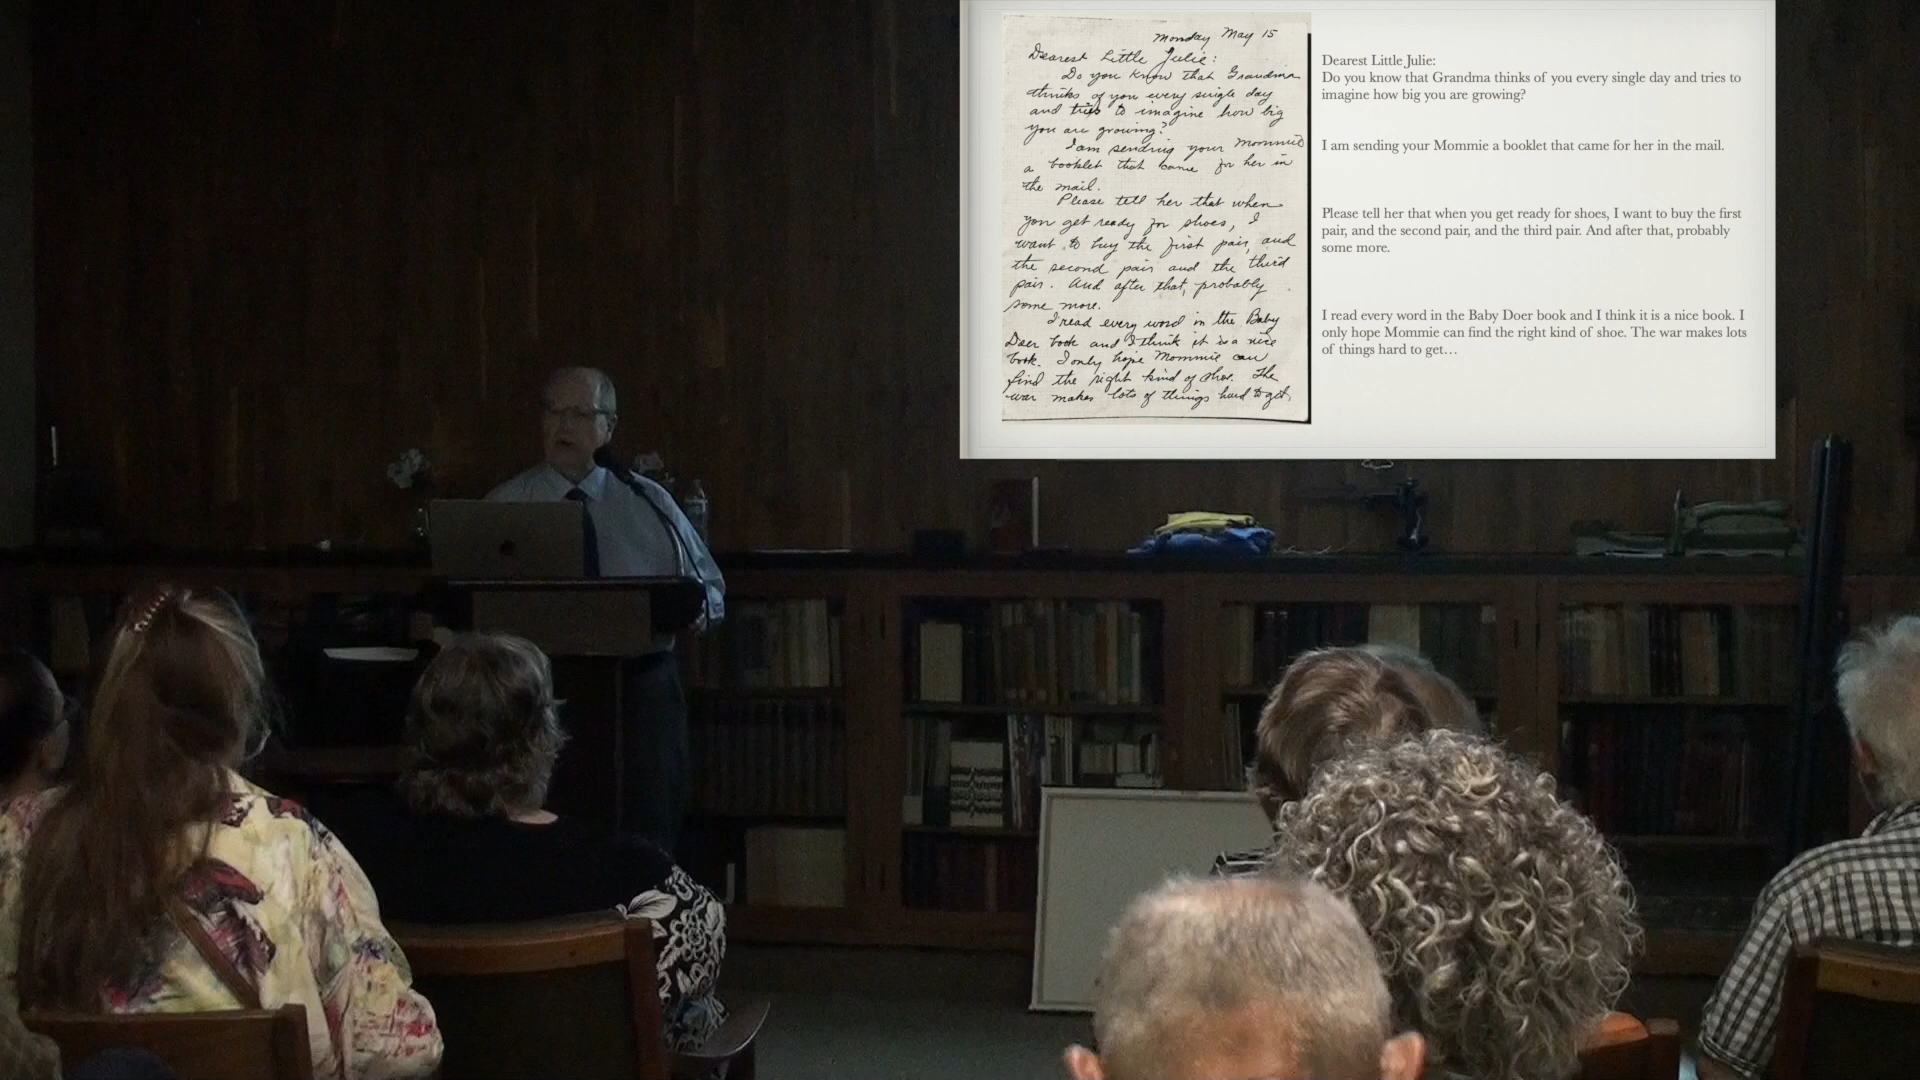 Monday May 15
Dearest Little Julie:
Do you know that Grandma
thinks of you every single day
and tries to imagine how big
you are growing?
I am sending your Mommie
a booklet that came for her in
the mail.
Please tell her that when
you get ready for shoes, I
want to buy the first pair, and
the second pair and the third
pair. And after that, probably
some more.
I read every word in the Baby
Doer book and I think it is a nice
book. I only hope Mommie can
find the right kind of shoe. The
war makes lots of things hard to get,
Dearest Little Julie:
Do you know that Grandma thinks of you every single day and tries to
imagine how big you are growing?
I am sending your Mommie a booklet that came for her in the mail.
Please tell her that when you get ready for shoes, I want to buy the first
pair, and the second pair, and the third pair. And after that, probably
some more.
I read every word in the Baby Doer book and I think it is a nice book. I
only hope Mommie can find the right kind of shoe. The war makes lots
of things hard to get…